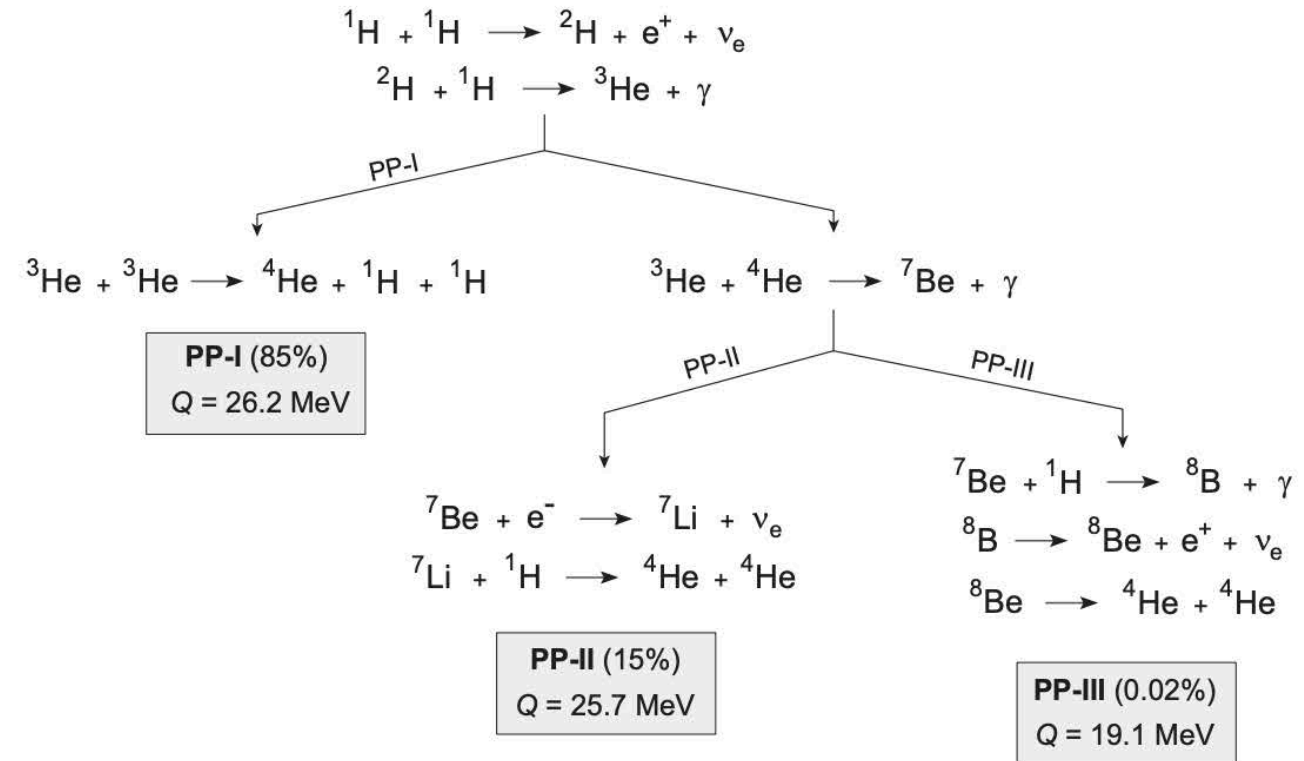 ¹H + ¹H ⟶ ²H + e⁺ + νₑ
²H + ¹H ⟶ ³He + γ
PP-I
³He + ³He ⟶ ⁴He + ¹H + ¹H
³He + ⁴He ⟶ ⁷Be + γ
PP-I (85%)
Q = 26.2 MeV
PP-II
PP-III
⁷Be + e⁻ ⟶ ⁷Li + νₑ
⁷Li + ¹H ⟶ ⁴He + ⁴He
⁷Be + ¹H ⟶ ⁸B + γ
⁸B ⟶ ⁸Be + e⁺ + νₑ
⁸Be ⟶ ⁴He + ⁴He
PP-II (15%)
Q = 25.7 MeV
PP-III (0.02%)
Q = 19.1 MeV